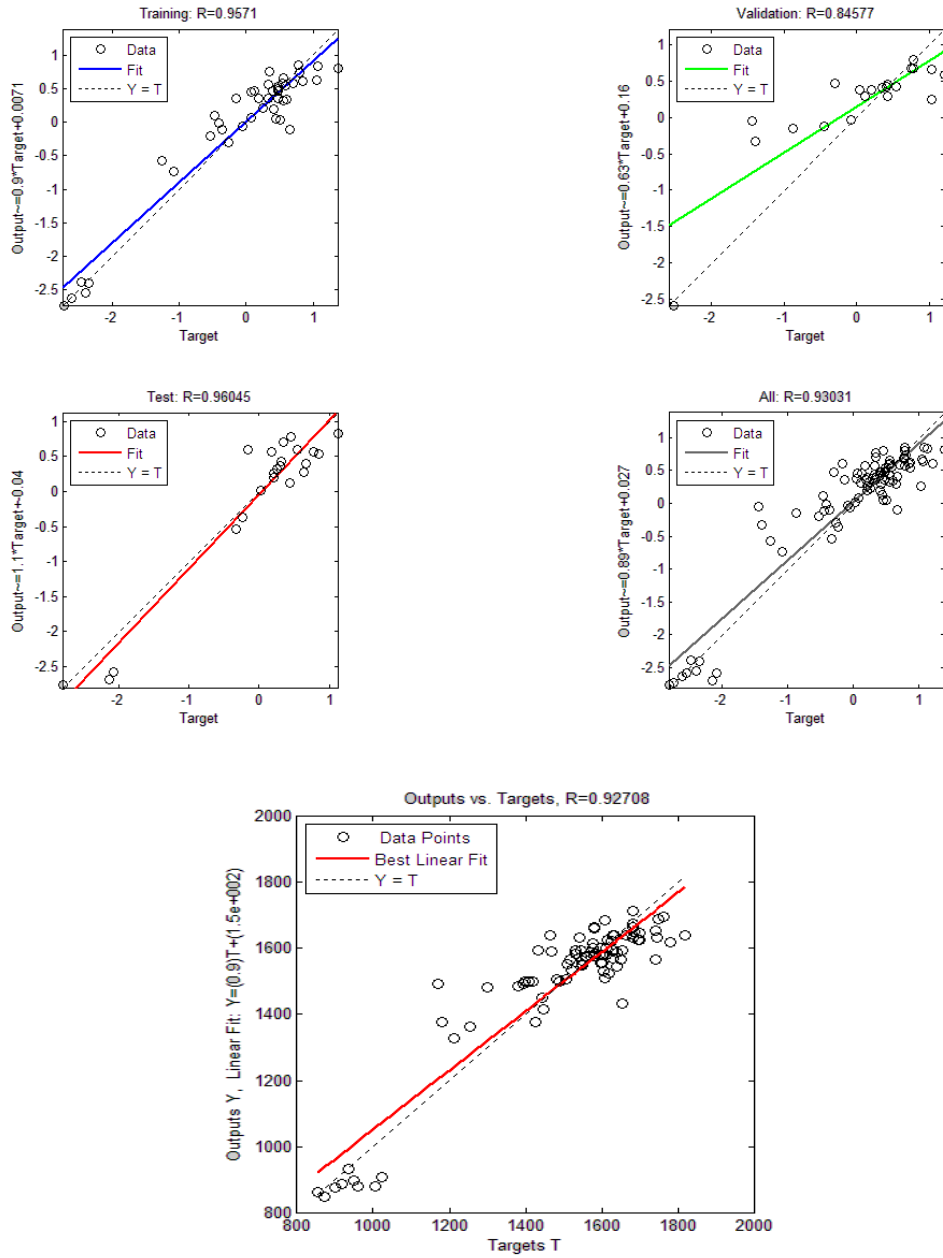 Training: R=0.9571
Output~=0.9*Target+0.0071
1
0.5
0
-0.5
-1
-1.5
-2
-2.5
Data
Fit
Y = T
-2
-1
0
1
Target
Validation: R=0.84577
Output~=0.63*Target+0.16
1
0.5
0
-0.5
-1
-1.5
-2
-2.5
Data
Fit
Y = T
-2
-1
0
1
Target
Test: R=0.96045
Output~=1.1*Target+-0.04
1
0.5
0
-0.5
-1
-1.5
-2
-2.5
Data
Fit
Y = T
-2
-1
0
1
Target
All: R=0.93031
Output~=0.89*Target+0.027
1
0.5
0
-0.5
-1
-1.5
-2
-2.5
Data
Fit
Y = T
-2
-1
0
1
Target
Outputs vs. Targets, R=0.92708
Outputs Y, Linear Fit: Y=(0.9)T+(1.5e+002)
2000
1800
1600
1400
1200
1000
800
Data Points
Best Linear Fit
Y = T
800
1000
1200
1400
1600
1800
2000
Targets T